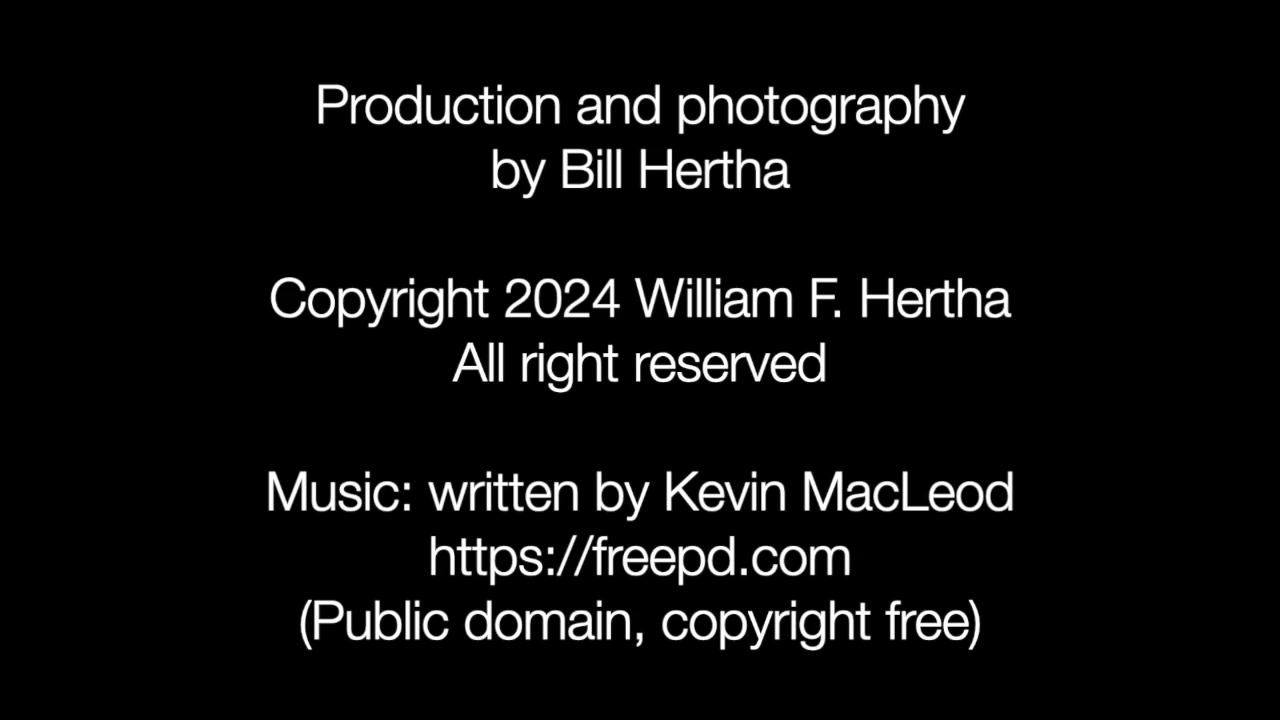 Production and photography
by Bill Hertha
Copyright 2024 William F. Hertha
All right reserved
Music: written by Kevin MacLeod
https://freepd.com
(Public domain, copyright free)